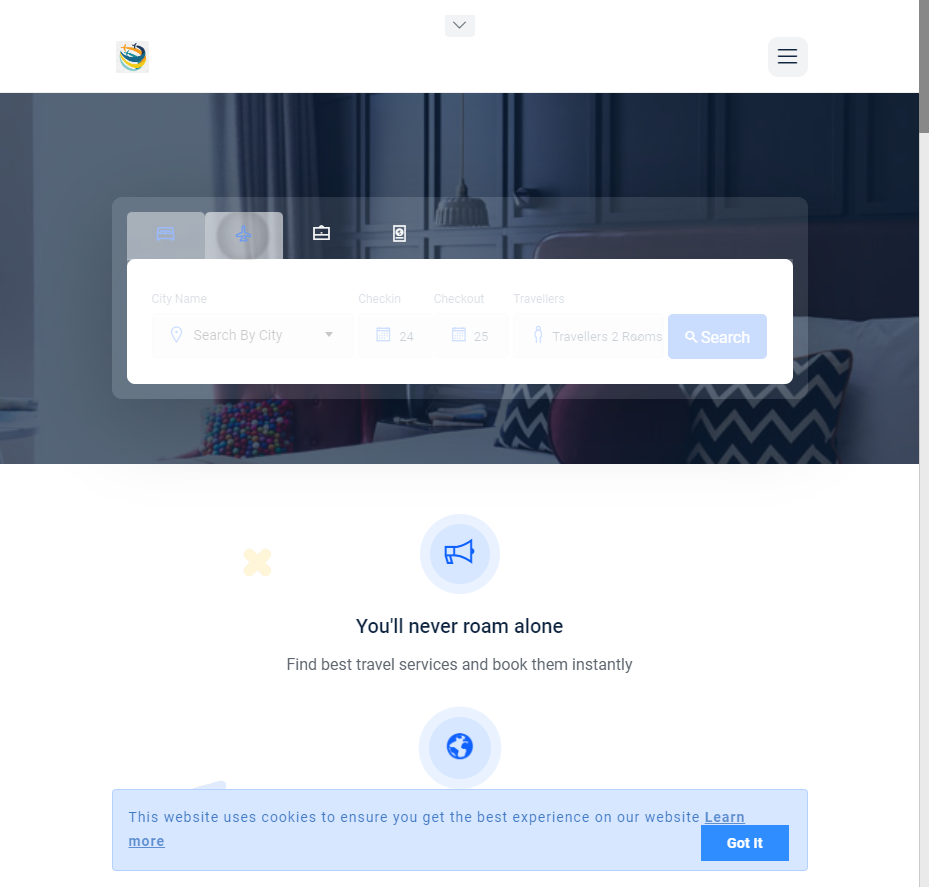 City Name
Checkin
Checkout
Travellers
Search By City
24
25
Travellers 2 Rooms
Search
You'll never roam alone
Find best travel services and book them instantly
This website uses cookies to ensure you get the best experience on our website Learn
more
Got It